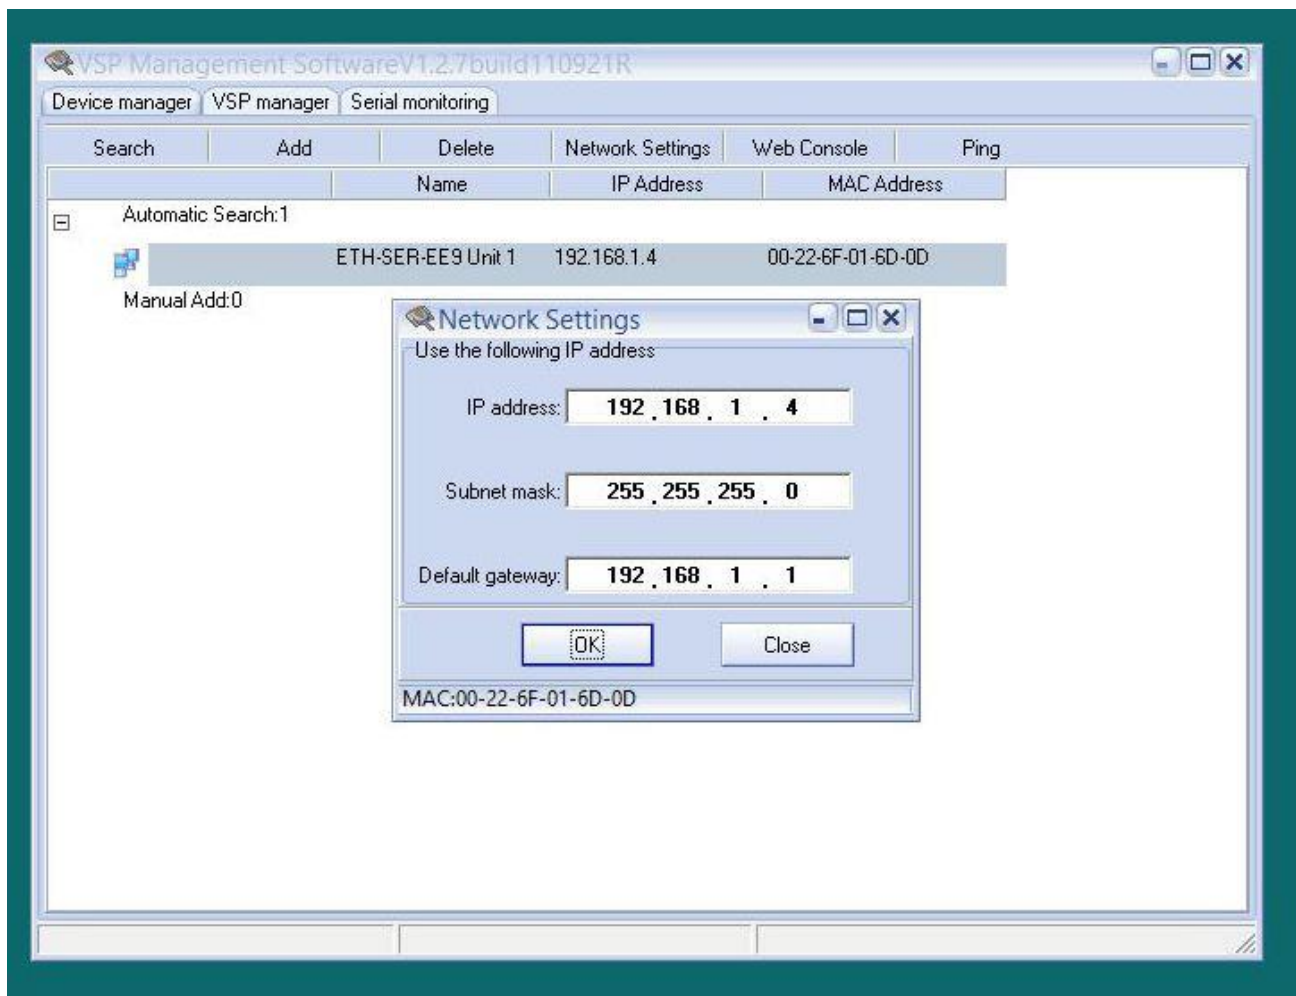 VSP Management SoftwareV1.2.7build110921R
Device manager VSP manager Serial monitoring
Search Add Delete Network Settings Web Console Ping
Name IP Address MAC Address
Automatic Search:1
ETH-SER-EE9 Unit 1 192.168.1.4 00-22-6F-01-6D-0D
Manual Add:0
Network Settings
Use the following IP address
IP address: 192 . 168 . 1 . 4
Subnet mask: 255 . 255 . 255 . 0
Default gateway: 192 . 168 . 1 . 1
OK Close
MAC:00-22-6F-01-6D-0D